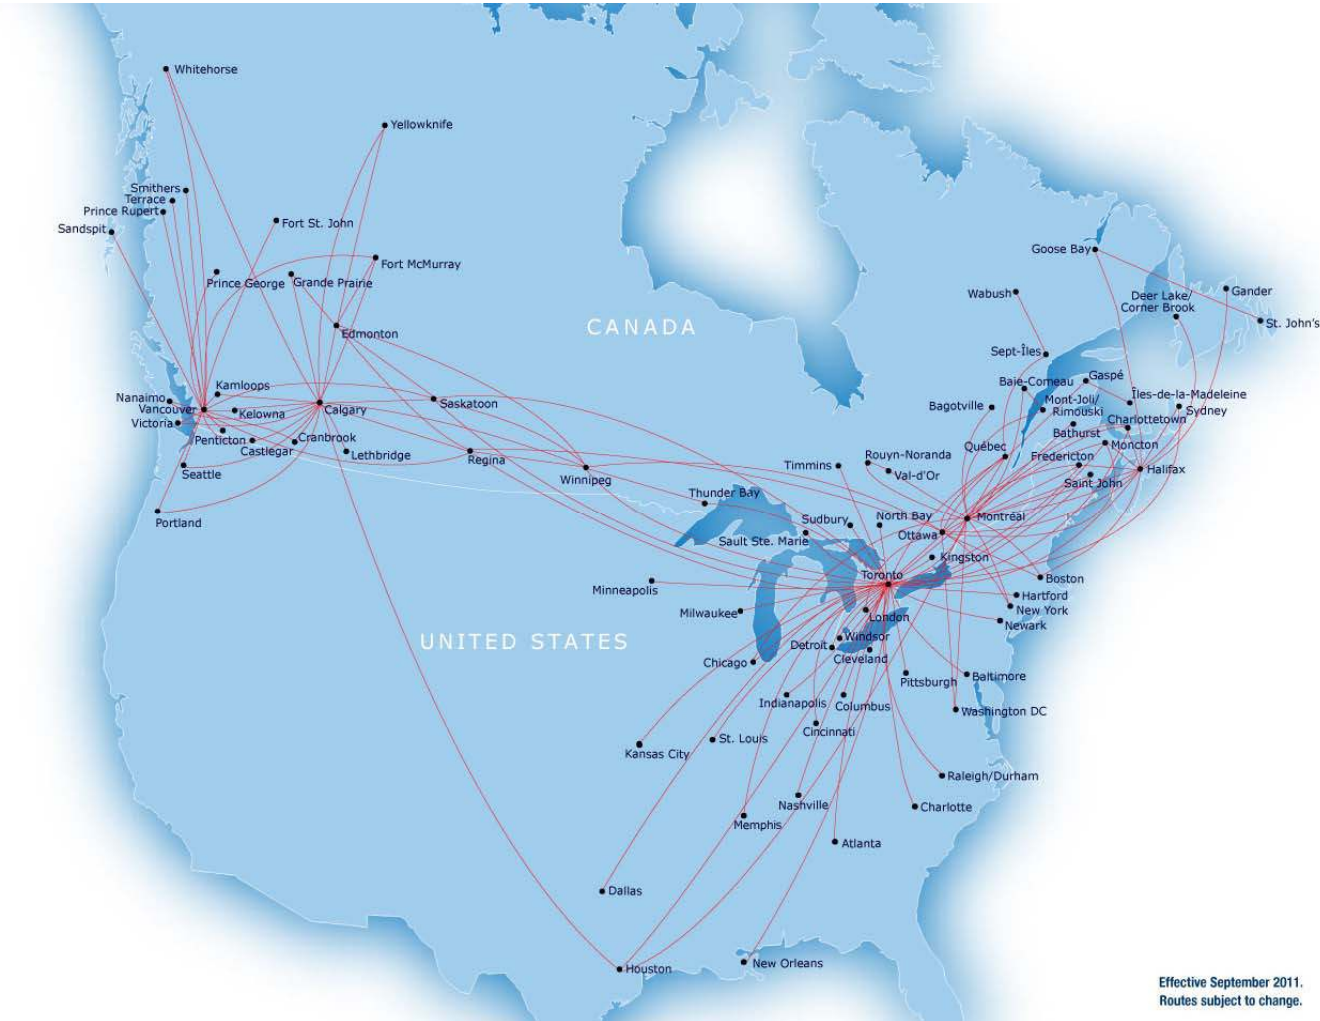 Whitehorse
Yellowknife
Smithers
Terrace
Prince Rupert
Sandspit
Fort St. John
Fort McMurray
Prince George
Grande Prairie
Edmonton
CANADA
Goose Bay
Wabush
Deer Lake/
Corner Brook
Gander
St. John's
Sept-Îles
Baie-Comeau
Gaspé
Îles-de-la-Madeleine
Mont-Joli/
Rimouski
Sydney
Bagotville
Charlottetown
Bathurst
Moncton
Québec
Fredericton
Halifax
Saint John
Kamloops
Nanaimo
Vancouver
Kelowna
Victoria
Calgary
Saskatoon
Penticton
Cranbrook
Castlegar
Lethbridge
Regina
Seattle
Winnipeg
Portland
Thunder Bay
Timmins
Rouyn-Noranda
Val-d'Or
Sudbury
North Bay
Montréal
Ottawa
Sault Ste. Marie
Kingston
Toronto
Boston
Hartford
New York
Newark
Minneapolis
Milwaukee
London
UNITED STATES
Windsor
Detroit
Cleveland
Chicago
Pittsburgh
Baltimore
Indianapolis
Columbus
Washington DC
Cincinnati
St. Louis
Kansas City
Raleigh/Durham
Nashville
Charlotte
Memphis
Atlanta
Dallas
Houston
New Orleans
Effective September 2011.
Routes subject to change.